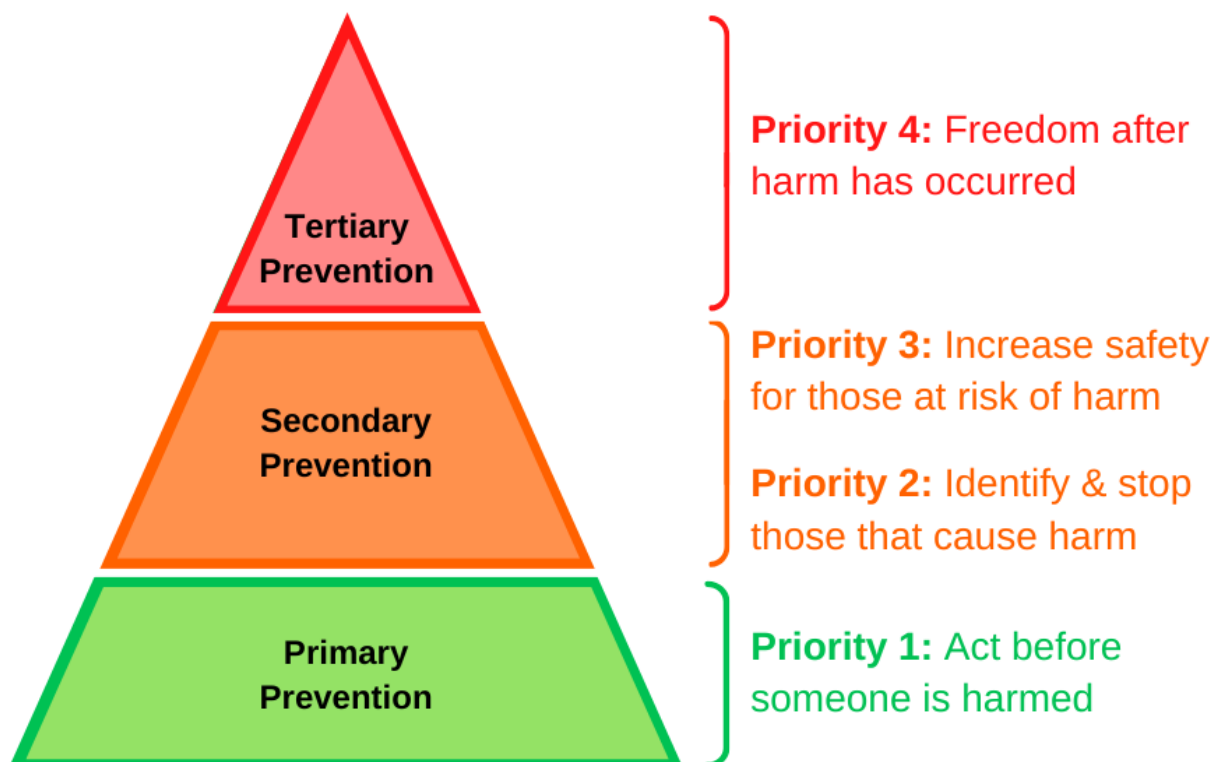 Tertiary
Prevention
Priority 4: Freedom after
harm has occurred
Secondary
Prevention
Priority 3: Increase safety
for those at risk of harm
Priority 2: Identify & stop
those that cause harm
Primary
Prevention
Priority 1: Act before
someone is harmed